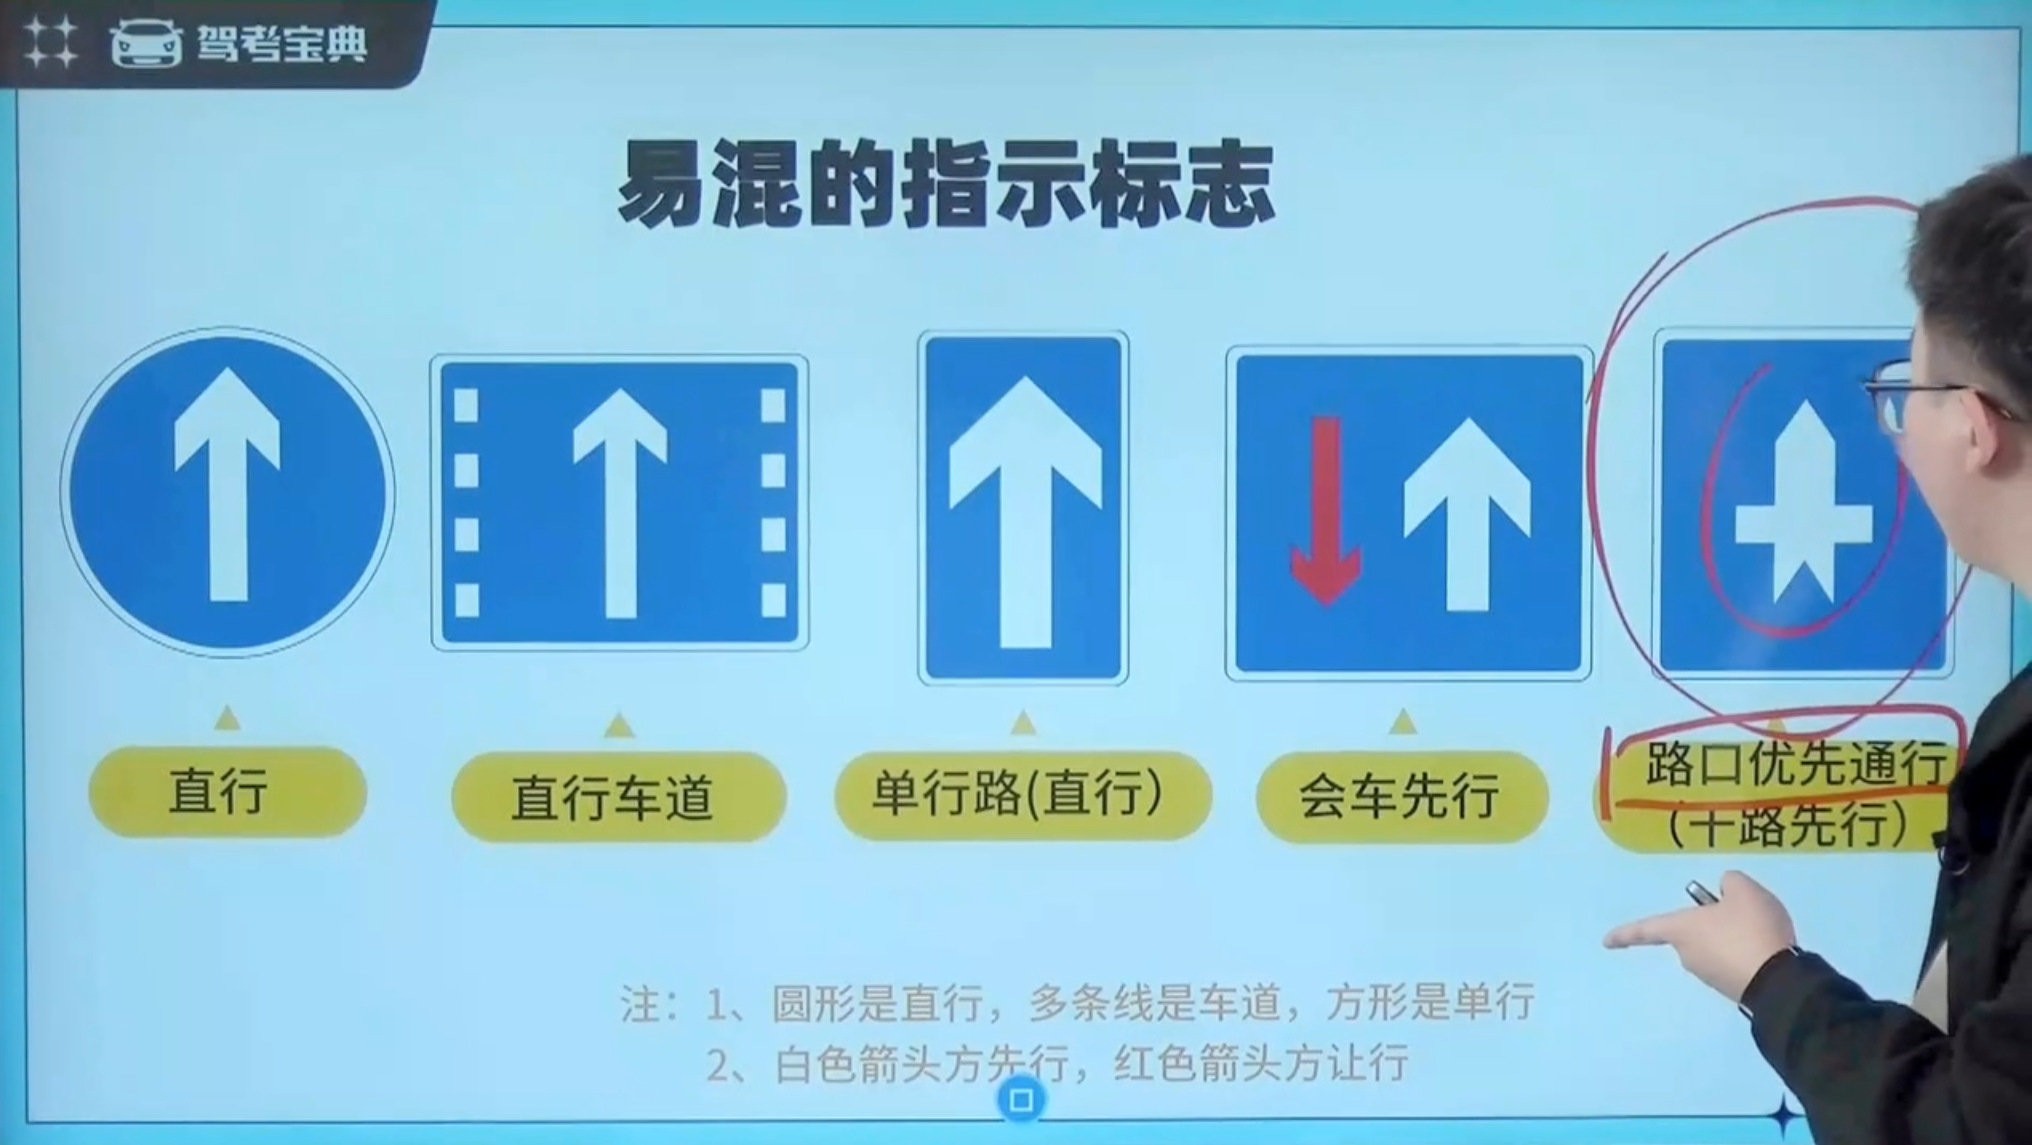 驾考宝典
易混的指示标志
直行
直行车道
单行路(直行)
会车先行
路口优先通行
(干路先行)
注：1、圆形是直行，多条线是车道，方形是单行
2、白色箭头方先行，红色箭头方让行